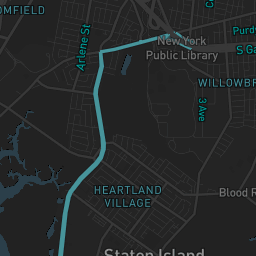 OMFIELD
Arlene St
New York
Public Library
Purd
S Ga
WILLOWBR
3 Ave
HEARTLAND
VILLAGE
Blood R
Staten Island